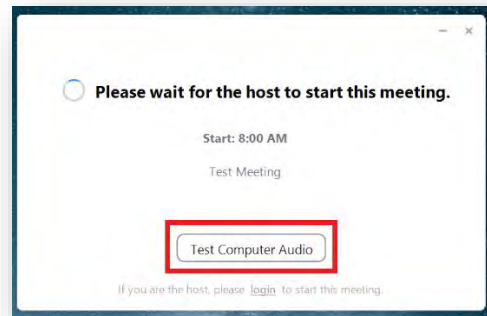 Please wait for the host to start this meeting.
Start: 8:00 AM
Test Meeting
Test Computer Audio
If you are the host, please login to start this meeting.